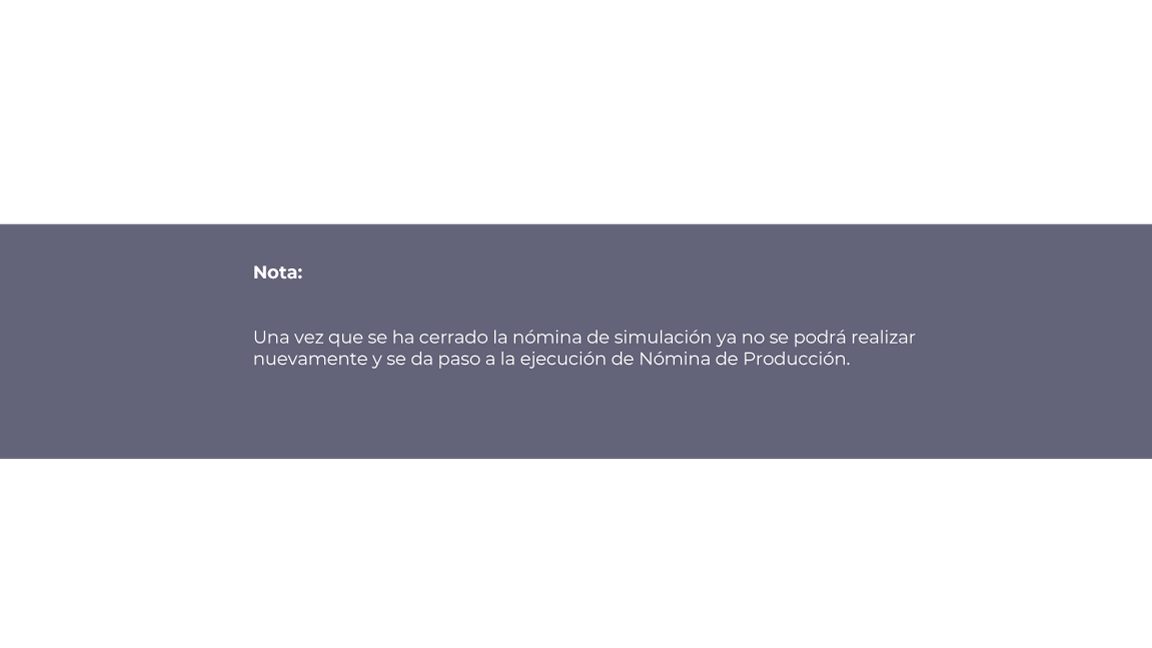 Nota:
Una vez que se ha cerrado la nómina de simulación ya no se podrá realizar
nuevamente y se da paso a la ejecución de Nómina de Producción.